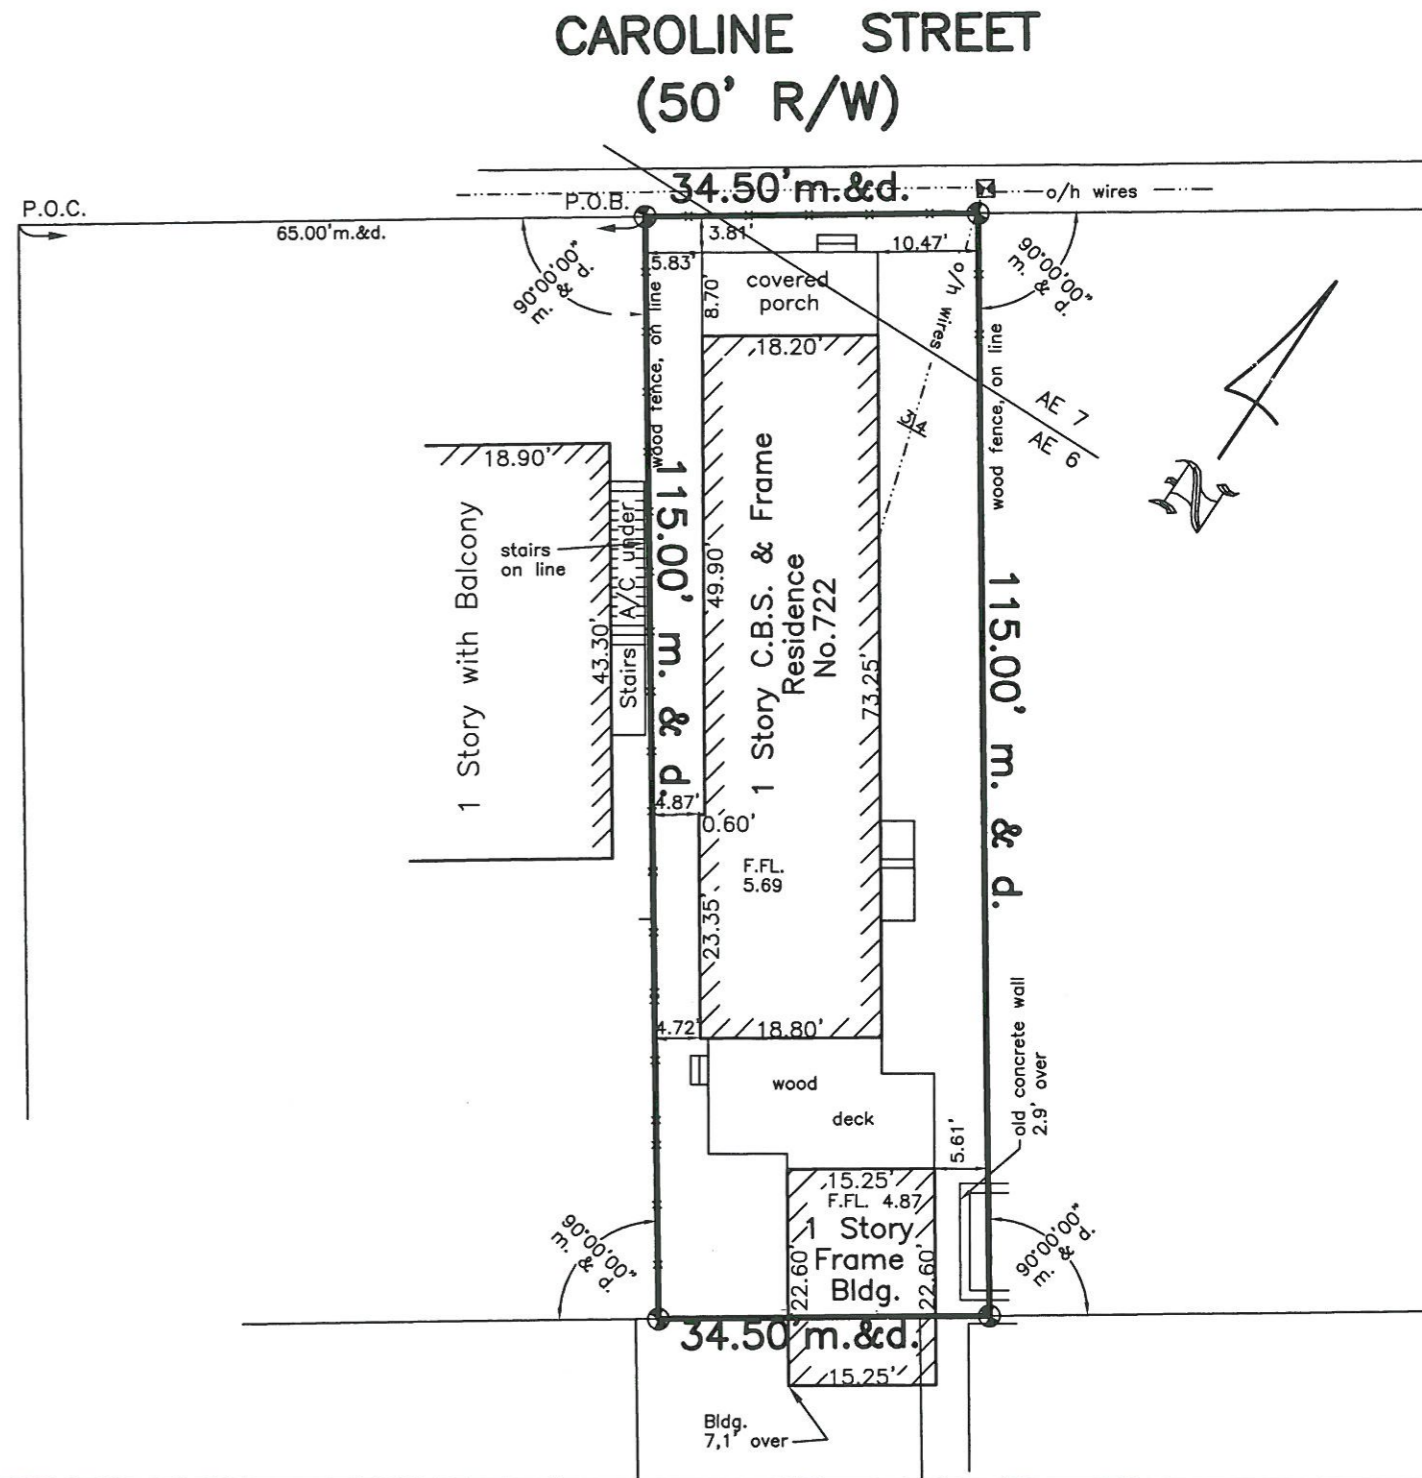 CAROLINE STREET
(50' R/W)
34.50'm.&d.
o/h wires
P.O.C.
P.O.B.
65.00'm.&d.
3.81'
10.47'
5.83'
90°00'00"
m. & d.
90°00'00"
m. & d.
covered
porch
8.70'
o/h wires
wood fence, on line
wood fence, on line
18.20'
AE 7
AE 6
34
18.90'
N
1 Story with Balcony
stairs
on line
A/C under
Stairs
43.30'
115.00' m. & d.
49.90'
1 Story C.B.S. & Frame
Residence
No.722
73.25'
115.00' m. & d.
4.87'
0.60'
F.FL.
5.69
23.35'
4.72'
18.80'
old concrete wall
2.9' over
wood
deck
5.61'
15.25'
F.FL. 4.87
1 Story
Frame
Bldg.
22.60'
22.60'
90°00'00"
m. & d.
90°00'00"
m. & d.
34.50'm.&d.
15.25'
Bldg.
7,1' over